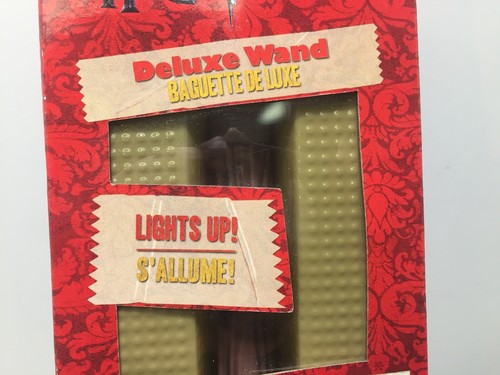 Deluxe Wand
BAGUETTE DE LUXE
LIGHTS UP!
S'ALLUME!